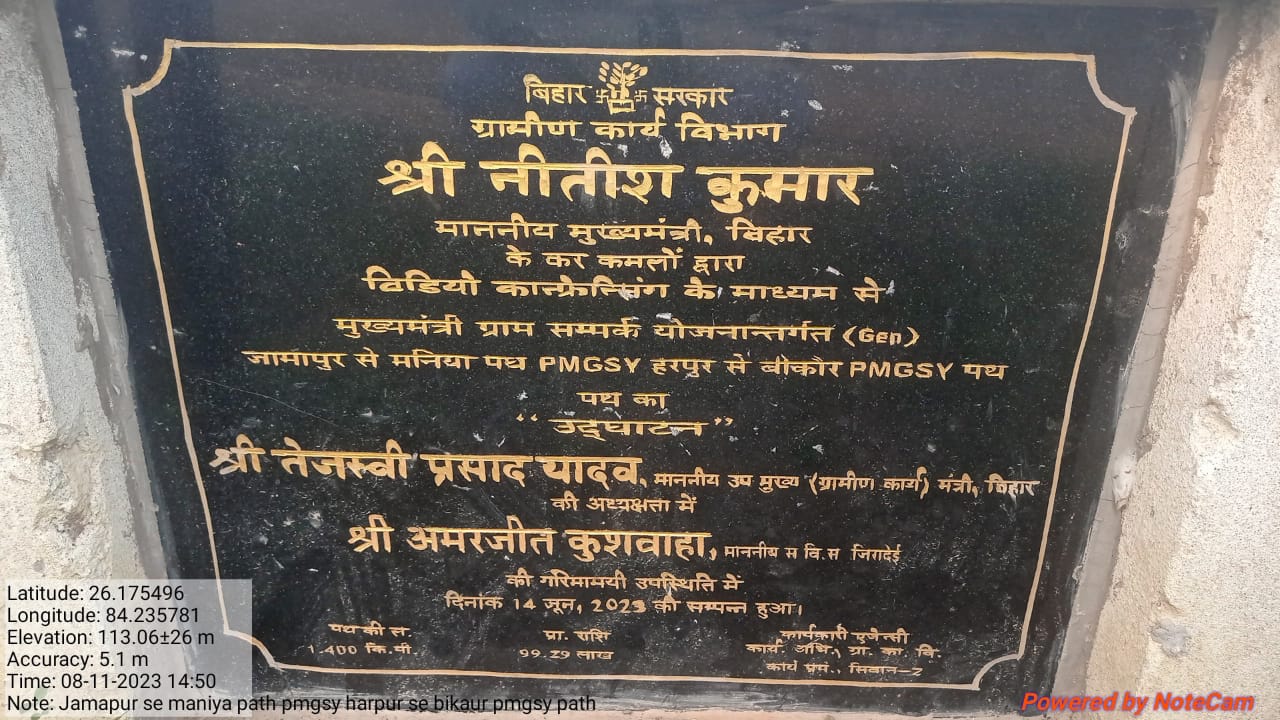 बिहार सरकार
ग्रामीण कार्य विभाग
श्री नीतीश कुमार
माननीय मुख्यमंत्री, बिहार
के कर कमलों द्वारा
विडियो कान्फ्रेन्सिंग के माध्यम से
मुख्यमंत्री ग्राम सम्पर्क योजनान्तर्गत (Gen)
जामापुर से मनिया पथ PMGSY हरपुर से बीकौर PMGSY पथ
पथ का
“उद्घाटन”
श्री तेजस्वी प्रसाद यादव, माननीय उप मुख्य (ग्रामीण कार्य) मंत्री, बिहार
की अध्यक्षता में
श्री अमरजीत कुशवाहा, माननीय स वि.स जिरादेई
की गरिमामयी उपस्थिति में
दिनांक 14 जून, 2023 को सम्पन्न हुआ।
पथ की ल. प्रा. राशि कार्यकारी एजेन्सी
1.400 कि.मी. 99.29 लाख कार्य. अभि., ग्रा. का. वि.
कार्य प्रम., सिवान-2
Latitude: 26.175496
Longitude: 84.235781
Elevation: 113.06±26 m
Accuracy: 5.1 m
Time: 08-11-2023 14:50
Note: Jamapur se maniya path pmgsy harpur se bikaur pmgsy path
Powered by NoteCam